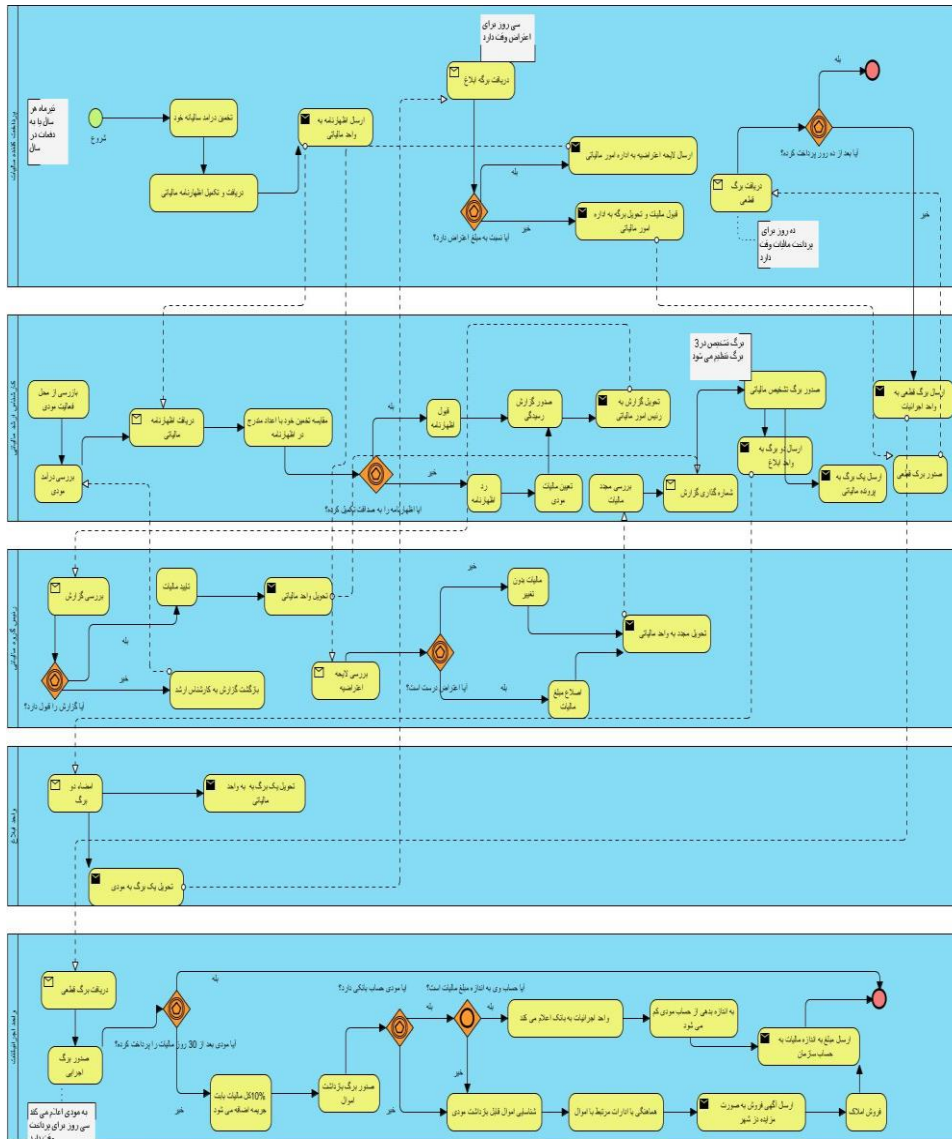 پرداخت کننده مالیات
تیرماه هر
سال یا به
دفعات در
سال
شروع
تخمین درامد سالیانه خود
دریافت و تکمیل اظهارنامه مالیاتی
ارسال اظهارنامه به
واحد مالیاتی
سی روز برای
اعتراض وقت دارد
دریافت برگه ابلاغ
آیا نسبت به مبلغ اعتراض دارد؟
بله
خیر
ارسال لایحه اعتراضیه به اداره امور مالیاتی
قبول مالیات و تحویل برگه به اداره
امور مالیاتی
دریافت برگ
قطعی
ده روز برای
پرداخت مالیات وقت
دارد
آیا بعد از ده روز پرداخت کرده؟
بله
خیر
کارشناس ارشد مالیاتی
بازرسی از محل
فعالیت مودی
بررسی درآمد
مودی
دریافت اظهارنامه
مالیاتی
مقایسه تخمین خود با اعداد مندرج
در اظهارنامه
ایا اظهارنامه را به صداقت تکمیل کرده؟
بله
خیر
قبول
اظهارنامه
رد
اظهارنامه
صدور گزارش
رسیدگی
تعیین مالیات
مودی
تحویل گزارش به
رئیس امور مالیاتی
بررسی مجدد
مالیات
شماره گذاری گزارش
برگ تشخیص در3
برگ تنظیم می شود
صدور برگ تشخیص مالیاتی
ارسال دو برگ به
واحد ابلاغ
ارسال یک برگ به
پرونده مالیاتی
ارسال برگ قطعی به
واحد اجرائیات
صدور برگ قطعی
رئیس گروه مالیاتی
بررسی گزارش
آیا گزارش را قبول دارد؟
بله
خیر
تایید مالیات
بازگشت گزارش به کارشناس ارشد
تحویل واحد مالیاتی
بررسی لایحه
اعتراضیه
آیا اعتراض درست است؟
خیر
بله
مالیات بدون
تغییر
اصلاع مبلغ
مالیات
تحویل مجدد به واحد مالیاتی
واحد ابلاغ
امضاء دو
برگ
تحویل یک برگ به به واحد
مالیاتی
تحویل یک برگ به مودی
واحد اجرائیات
دریافت برگ قطعی
صدور برگ
اجرایی
به مودی اعلام می کند
سی روز برای پرداخت
وقت دارد
آیا مودی بعد از 30 روز مالیات را پرداخت کرده؟
بله
خیر
10%کل مالیات بابت
جریمه اضافه می شود
صدور برگ بازداشت
اموال
ایا مودی حساب بانکی دارد؟
بله
خیر
آیا حساب وی به اندازه مبلغ مالیات است؟
بله
خیر
واحد اجرائیات به بانک اعلام می کند
به اندازه بدهی از حساب مودی کم
می شود
ارسال مبلغ به اندازه مالیات به
حساب سازمان
شناسایی اموال قابل بازداشت مودی
هماهنگی با ادارات مرتبط با اموال
ارسال آگهی فروش به صورت
مزایده در شهر
فروش املاک